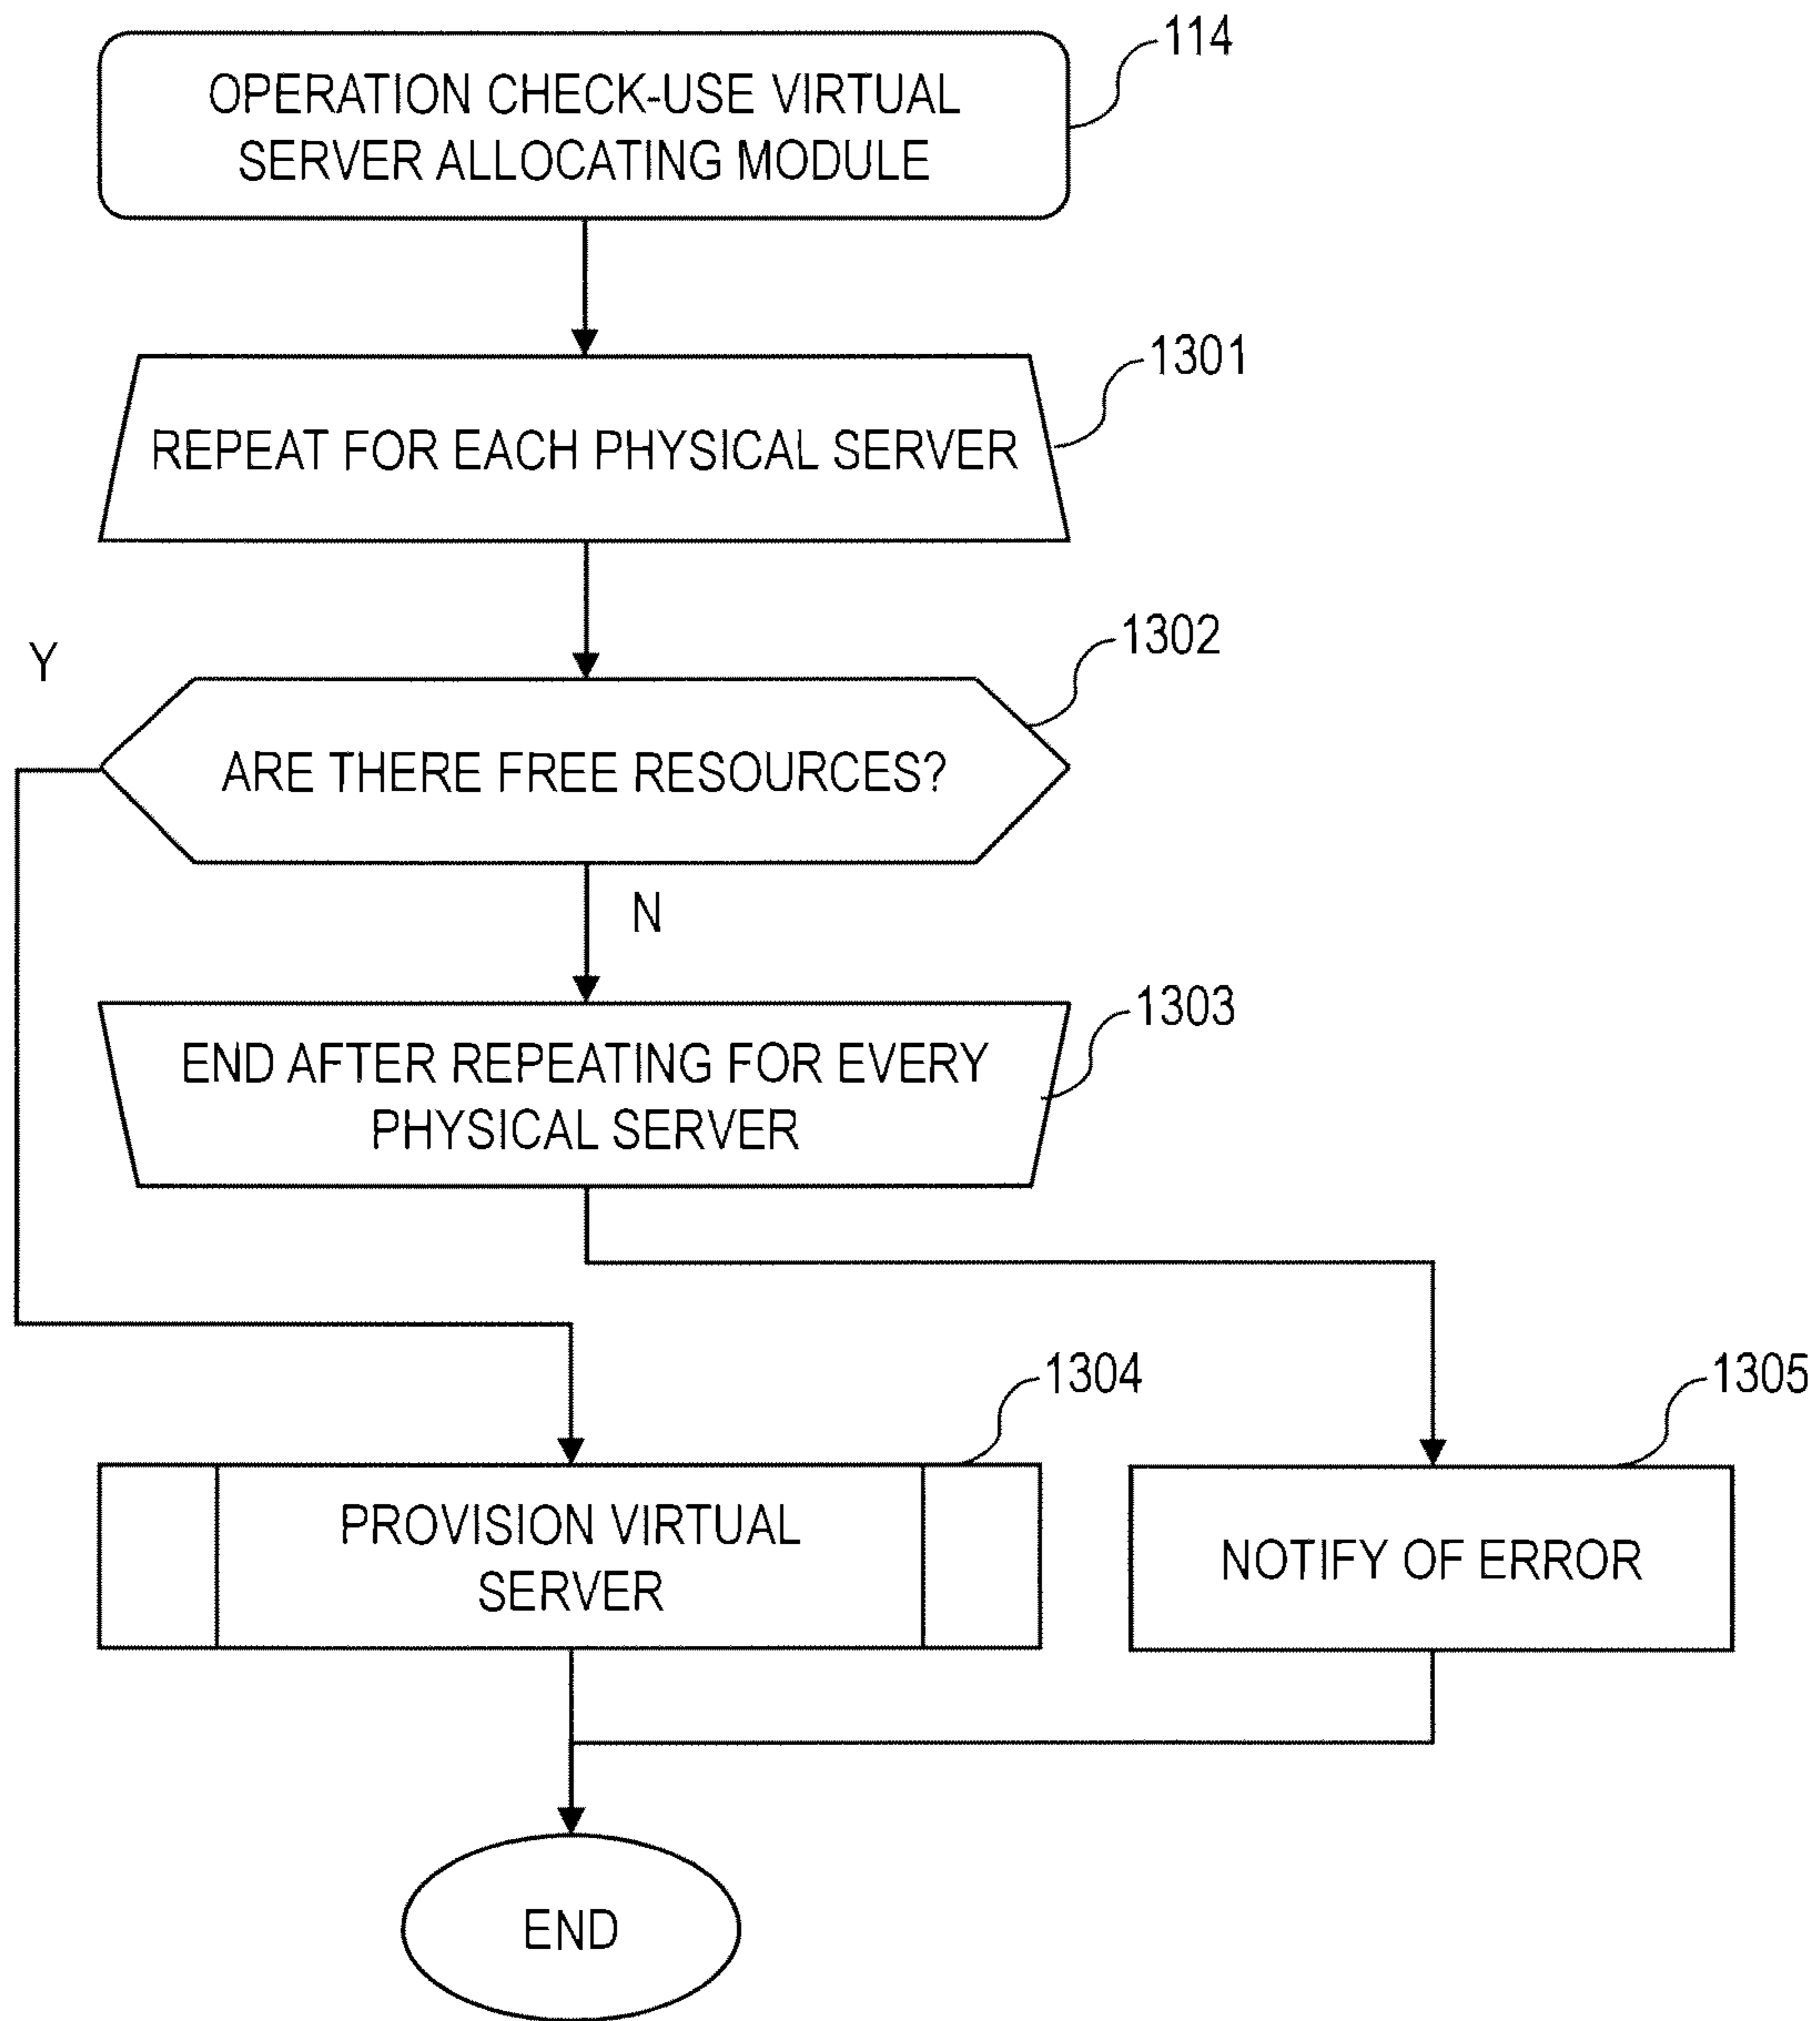 114
OPERATION CHECK-USE VIRTUAL
SERVER ALLOCATING MODULE
1301
REPEAT FOR EACH PHYSICAL SERVER
1302
Y
ARE THERE FREE RESOURCES?
N
1303
END AFTER REPEATING FOR EVERY
PHYSICAL SERVER
1304
1305
PROVISION VIRTUAL
SERVER
NOTIFY OF ERROR
END